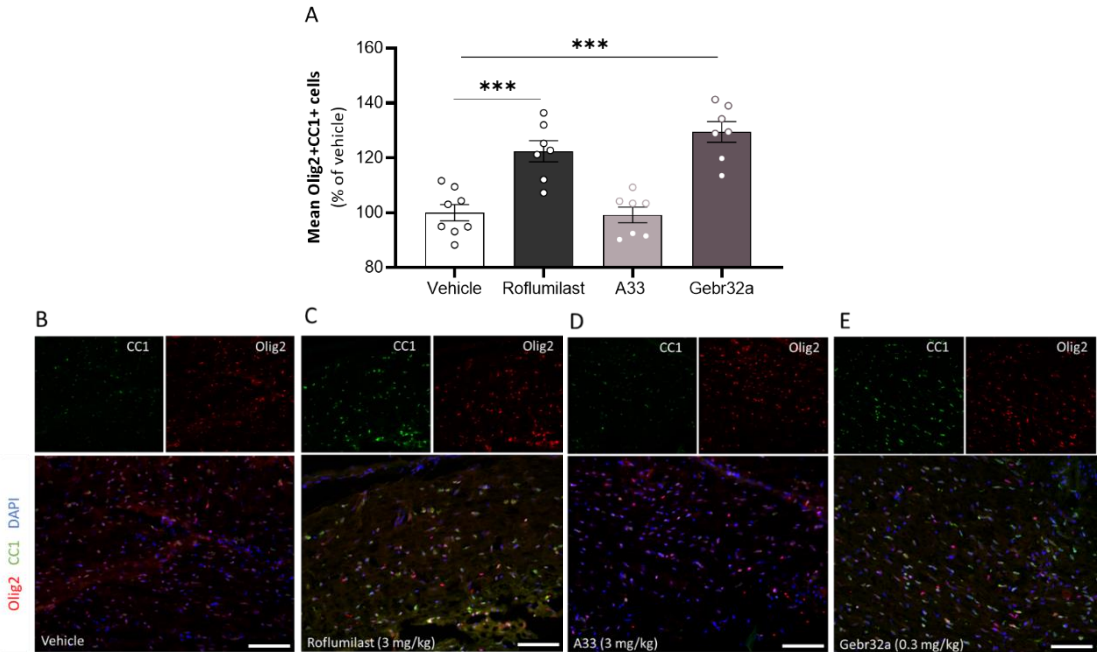 A
***
***
160
140
120
100
80
Mean Olig2+CC1+ cells
(% of vehicle)
Vehicle Roflumilast A33 Gebr32a
B
CC1 Olig2
C
CC1 Olig2
D
CC1 Olig2
E
CC1 Olig2
Olig2 CC1 DAPI
Vehicle
Roflumilast (3 mg/kg)
A33 (3 mg/kg)
Gebr32a (0.3 mg/kg)